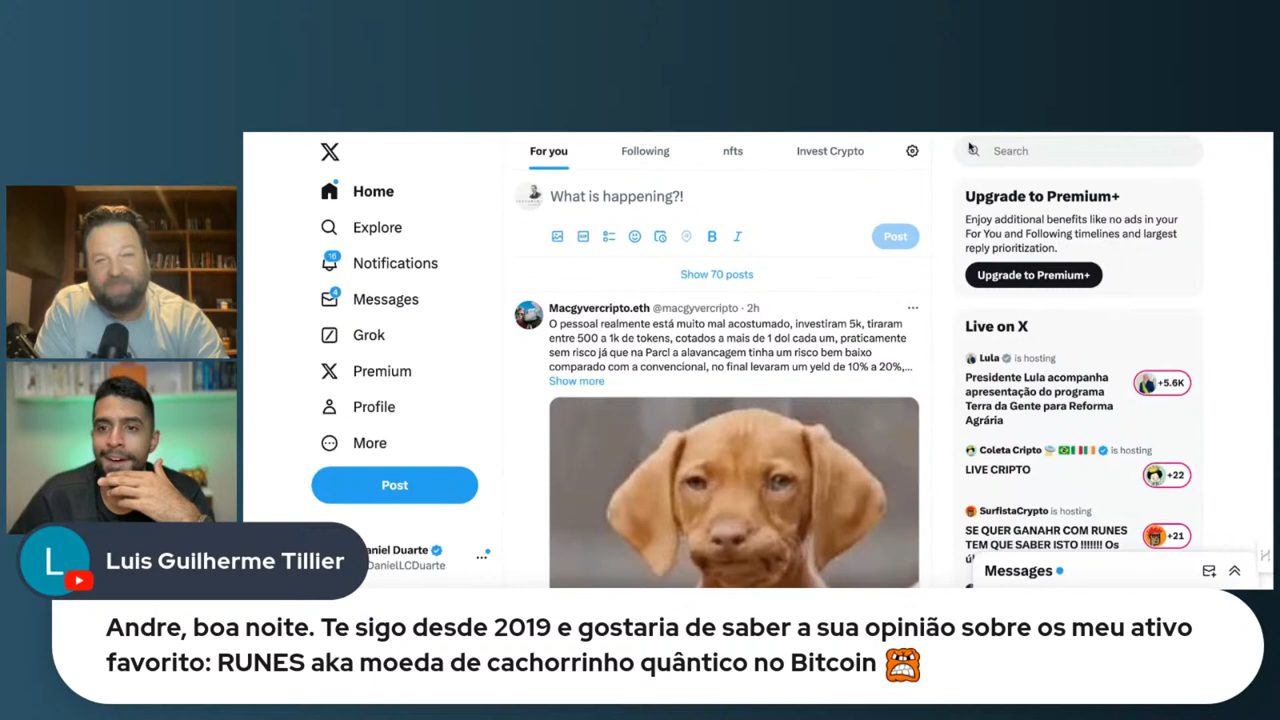 For you
Following
nfts
Invest Crypto
Search
Home
Explore
16
Notifications
4
Messages
Grok
Premium
Profile
More
Post
aniel Duarte
DanielLCDuarte
What is happening?!
B
I
Post
Show 70 posts
Macgyvercripto.eth @macgyvercripto · 2h
O pessoal realmente está muito mal acostumado, investiram 5k, tiraram
entre 500 a 1k de tokens, cotados a mais de 1 dol cada um, praticamente
sem risco já que na Parcl a alavancagem tinha um risco bem baixo
comparado com a convencional, no final levaram um yeld de 10% a 20%,...
Show more
Upgrade to Premium+
Enjoy additional benefits like no ads in your
For You and Following timelines and largest
reply prioritization.
Upgrade to Premium+
Live on X
Lula is hosting
Presidente Lula acompanha
apresentação do programa
Terra da Gente para Reforma
Agrária
+5.6K
Coleta Cripto is hosting
LIVE CRIPTO
+22
SurfistaCrypto is hosting
SE QUER GANAHR COM RUNES
TEM QUE SABER ISTO !!!!!!! Os
+21
Messages
L
Luis Guilherme Tillier
Andre, boa noite. Te sigo desde 2019 e gostaria de saber a sua opinião sobre os meu ativo
favorito: RUNES aka moeda de cachorrinho quântico no Bitcoin